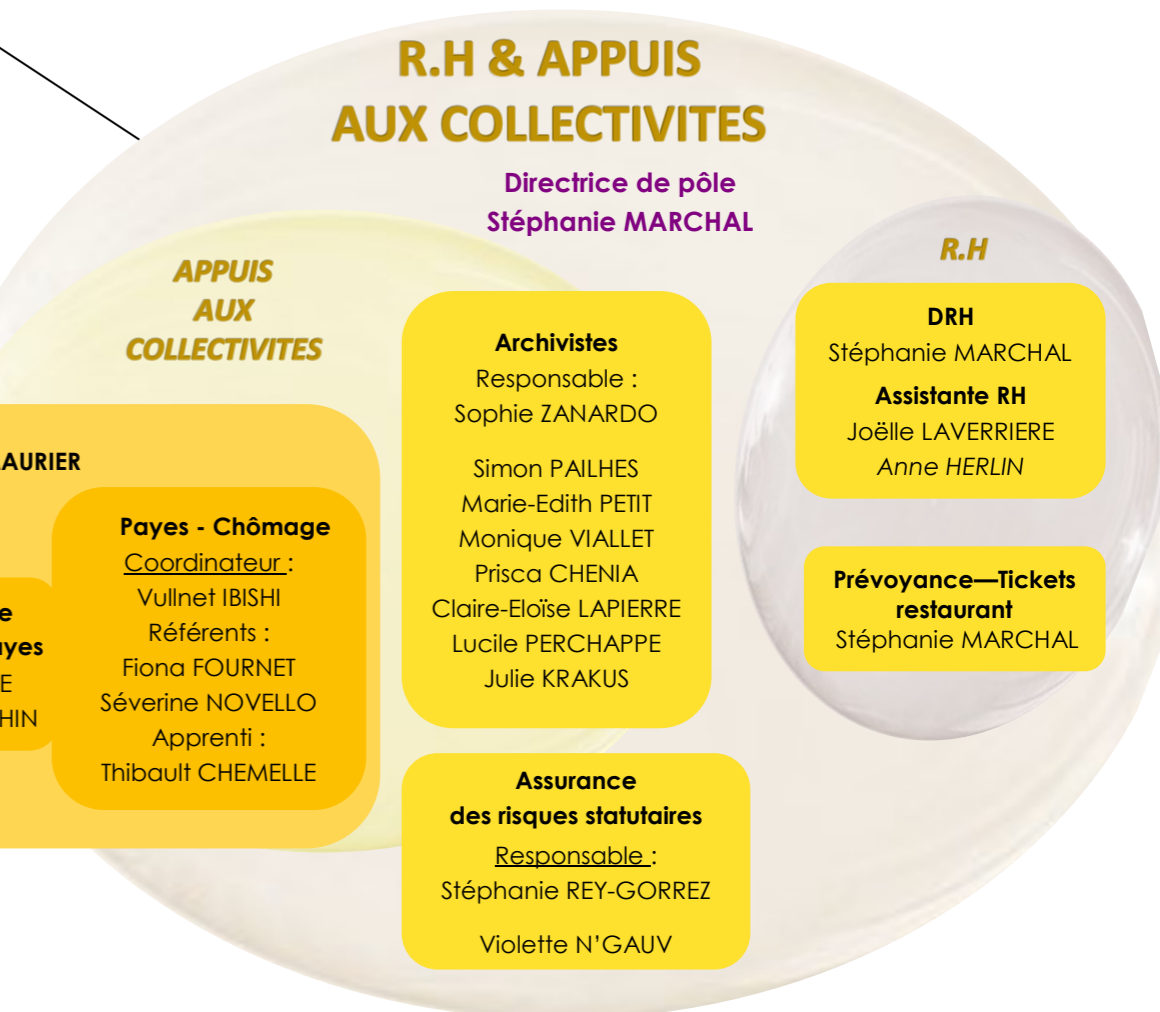 R.H & APPUIS
AUX COLLECTIVITES
Directrice de pôle
Stéphanie MARCHAL
APPUIS
AUX
COLLECTIVITES
Payes - Chômage
Coordinateur :
Vullnet IBISHI
Référents :
Fiona FOURNET
Séverine NOVELLO
Apprenti :
Thibault CHEMELLE
Archivistes
Responsable :
Sophie ZANARDO
Simon PAILHES
Marie-Edith PETIT
Monique VIALLET
Prisca CHENIA
Claire-Eloïse LAPIERRE
Lucile PERCHAPPE
Julie KRAKUS
Assurance
des risques statutaires
Responsable :
Stéphanie REY-GORREZ
Violette N’GAUV
R.H
DRH
Stéphanie MARCHAL
Assistante RH
Joëlle LAVERRIERE
Anne HERLIN
Prévoyance—Tickets
restaurant
Stéphanie MARCHAL